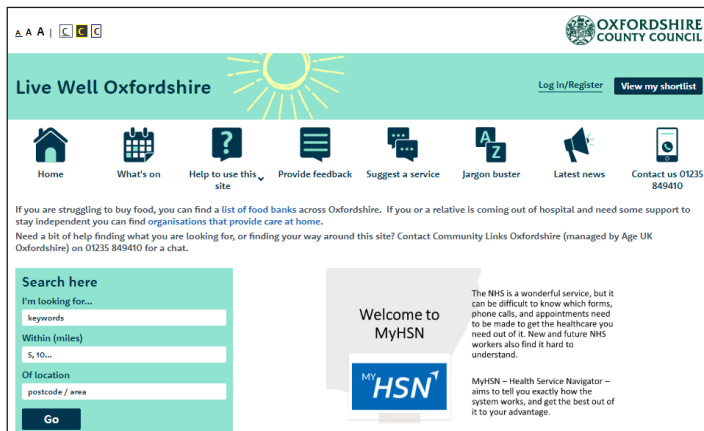 A A A | C C C
OXFORDSHIRE
COUNTY COUNCIL
Live Well Oxfordshire
Log in/Register
View my shortlist
?
A
Z
Home
What's on
Help to use this
site
Provide feedback
Suggest a service
Jargon buster
Latest news
Contact us 01235
849410
If you are struggling to buy food, you can find a list of food banks across Oxfordshire. If you or a relative is coming out of hospital and need some support to
stay independent you can find organisations that provide care at home.
Need a bit of help finding what you are looking for, or finding your way around this site? Contact Community Links Oxfordshire (managed by Age UK
Oxfordshire) on 01235 849410 for a chat.
Search here
I'm looking for...
keywords
Within (miles)
5, 10...
Of location
postcode / area
Go
Welcome to
MyHSN
MY HSN
The NHS is a wonderful service, but it
can be difficult to know which forms,
phone calls, and appointments need
to be made to get the healthcare you
need out of it. New and future NHS
workers also find it hard to
understand.
MyHSN – Health Service Navigator –
aims to tell you exactly how the
system works, and get the best out of
it to your advantage.